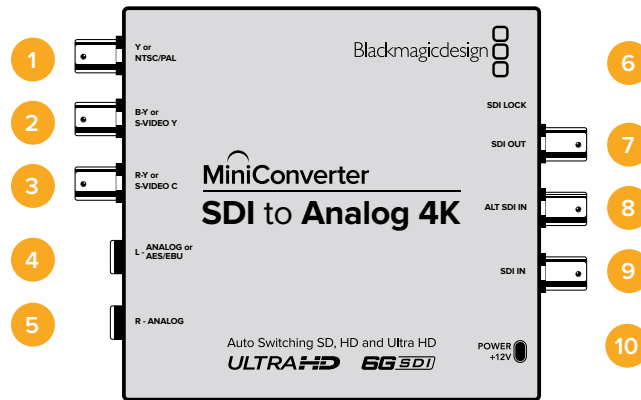 1
Y or
NTSC/PAL
2
B-Y or
S-VIDEO Y
3
R-Y or
S-VIDEO C
4
L - ANALOG or
AES/EBU
5
R - ANALOG
Blackmagicdesign
MiniConverter
SDI to Analog 4K
Auto Switching SD, HD and Ultra HD
ULTRA HD 6G SDI
SDI LOCK
6
SDI OUT
7
ALT SDI IN
8
SDI IN
9
POWER
+12V
10